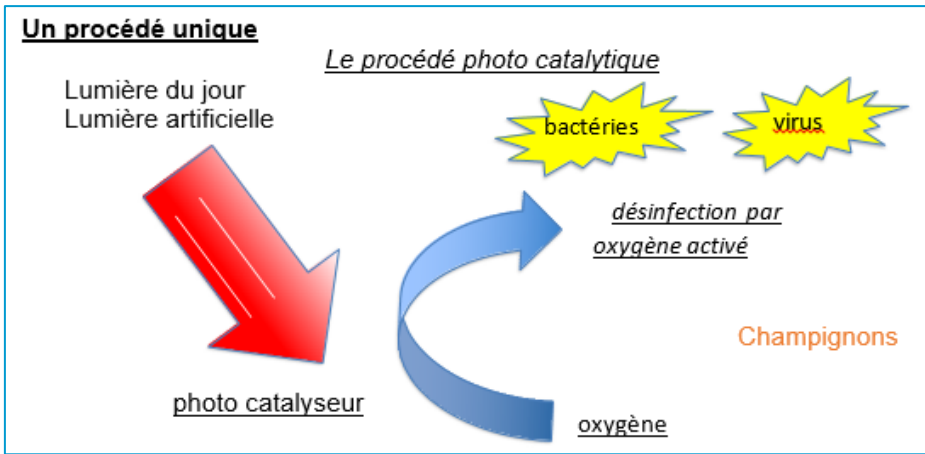 Un procédé unique
Le procédé photo catalytique
Lumière du jour
Lumière artificielle
bactéries
virus
désinfection par
oxygène activé
Champignons
photo catalyseur
oxygène